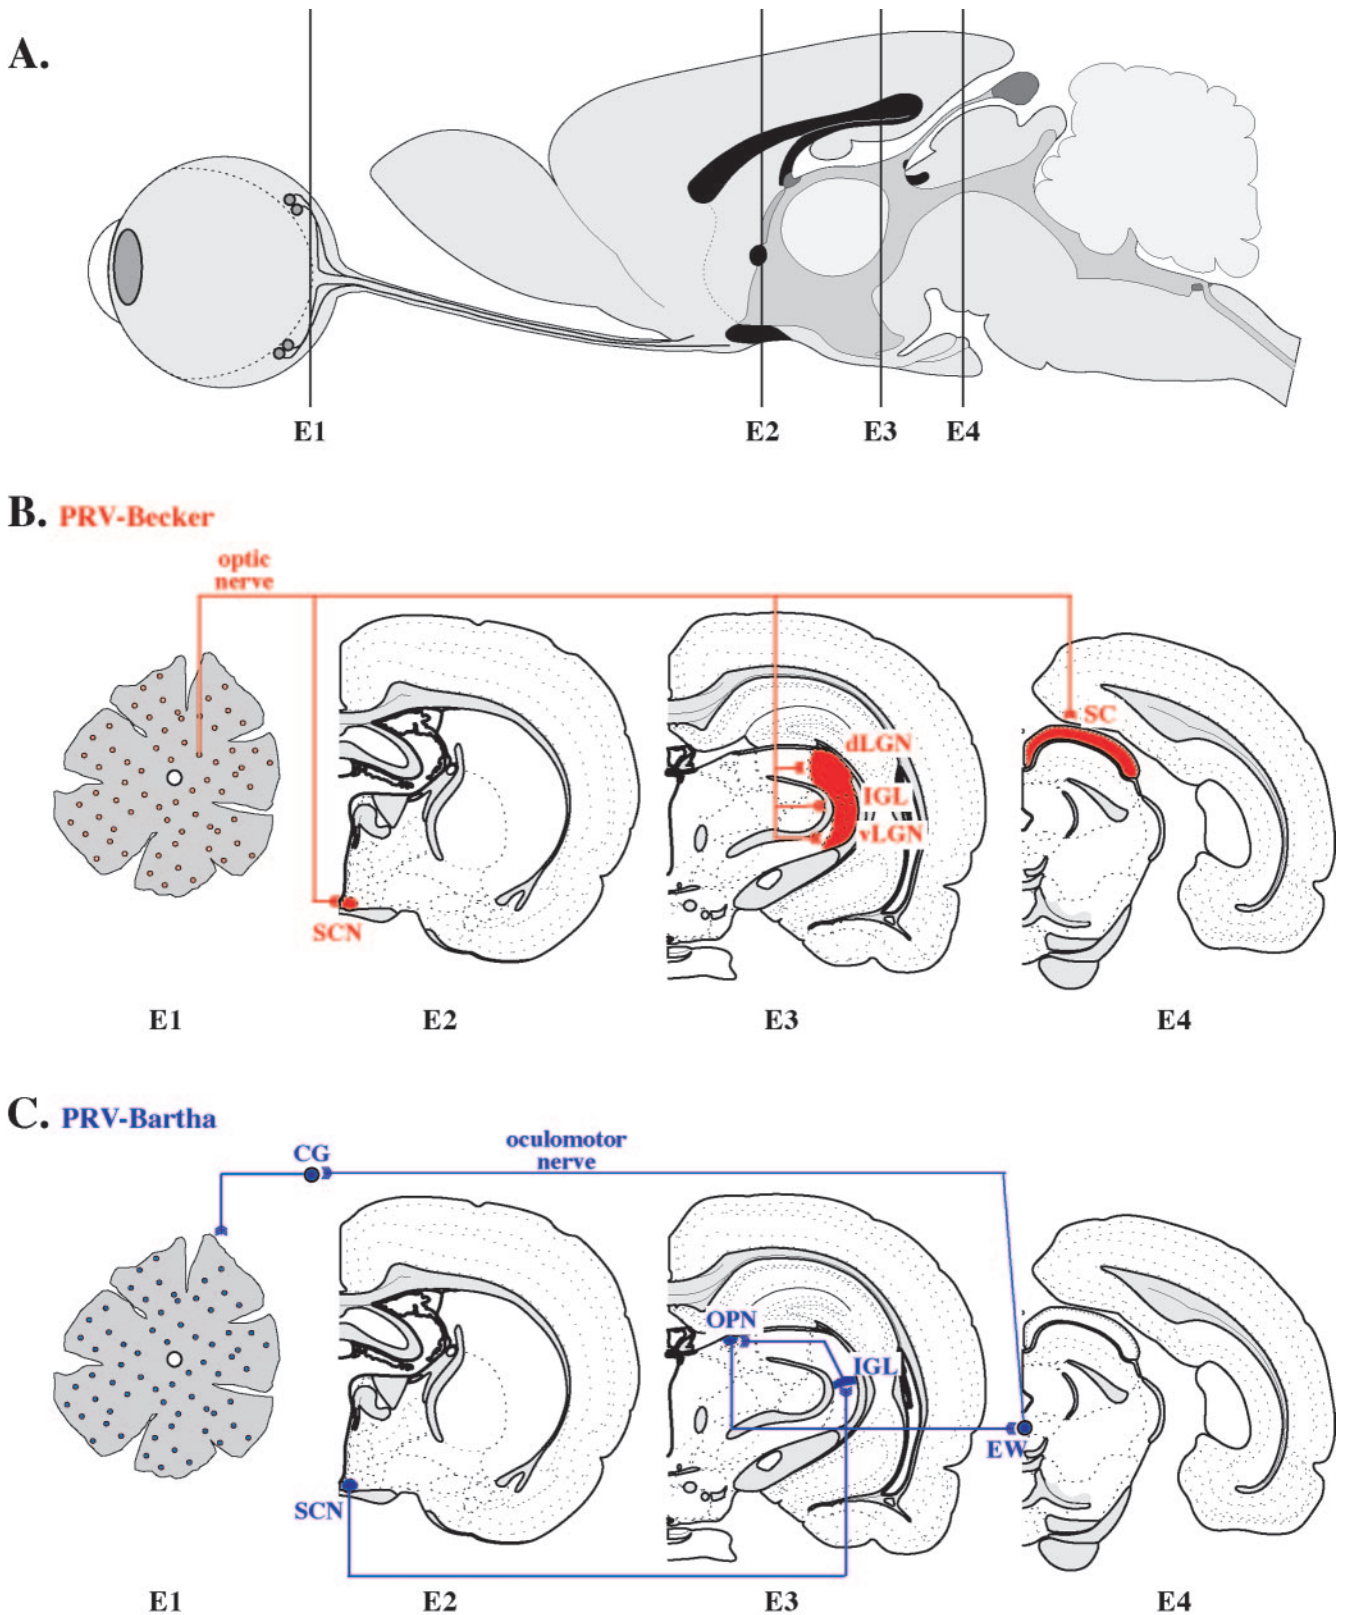 A.
E1
E2
E3
E4
B. PRV-Becker
optic
nerve
SC
dLGN
IGL
vLGN
SCN
E1
E2
E3
E4
C. PRV-Bartha
CG
oculomotor
nerve
OPN
IGL
EW
SCN
E1
E2
E3
E4